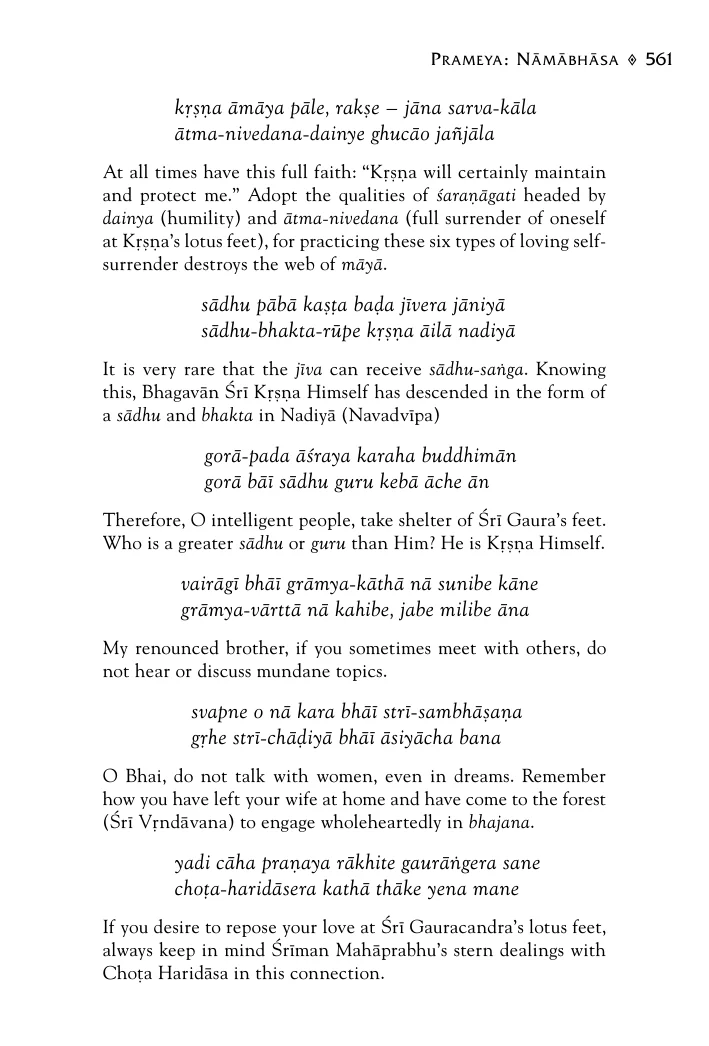 PRAMEYA: NĀMĀBHĀSA ◊ 561
kṛṣṇa āmāya pāle, rakṣe – jāna sarva-kāla
ātma-nivedana-dainye ghucāo jañjāla
At all times have this full faith: “Kṛṣṇa will certainly maintain
and protect me.” Adopt the qualities of śaraṇāgati headed by
dainya (humility) and ātma-nivedana (full surrender of oneself
at Kṛṣṇa’s lotus feet), for practicing these six types of loving self-
surrender destroys the web of māyā.
sādhu pābā kaṣṭa baḍa jīvera jāniyā
sādhu-bhakta-rūpe kṛṣṇa āilā nadiyā
It is very rare that the jīva can receive sādhu-saṅga. Knowing
this, Bhagavān Śrī Kṛṣṇa Himself has descended in the form of
a sādhu and bhakta in Nadiyā (Navadvīpa)
gorā-pada āśraya karaha buddhimān
gorā bāī sādhu guru kebā āche ān
Therefore, O intelligent people, take shelter of Śrī Gaura’s feet.
Who is a greater sādhu or guru than Him? He is Kṛṣṇa Himself.
vairāgī bhāī grāmya-kāthā nā sunibe kāne
grāmya-vārttā nā kahibe, jabe milibe āna
My renounced brother, if you sometimes meet with others, do
not hear or discuss mundane topics.
svapne o nā kara bhāī strī-sambhāṣaṇa
gṛhe strī-chāḍiyā bhāī āsiyācha bana
O Bhai, do not talk with women, even in dreams. Remember
how you have left your wife at home and have come to the forest
(Śrī Vṛndāvana) to engage wholeheartedly in bhajana.
yadi cāha praṇaya rākhite gaurāṅgera sane
choṭa-haridāsera kathā thāke yena mane
If you desire to repose your love at Śrī Gauracandra’s lotus feet,
always keep in mind Śrīman Mahāprabhu’s stern dealings with
Choṭa Haridāsa in this connection.